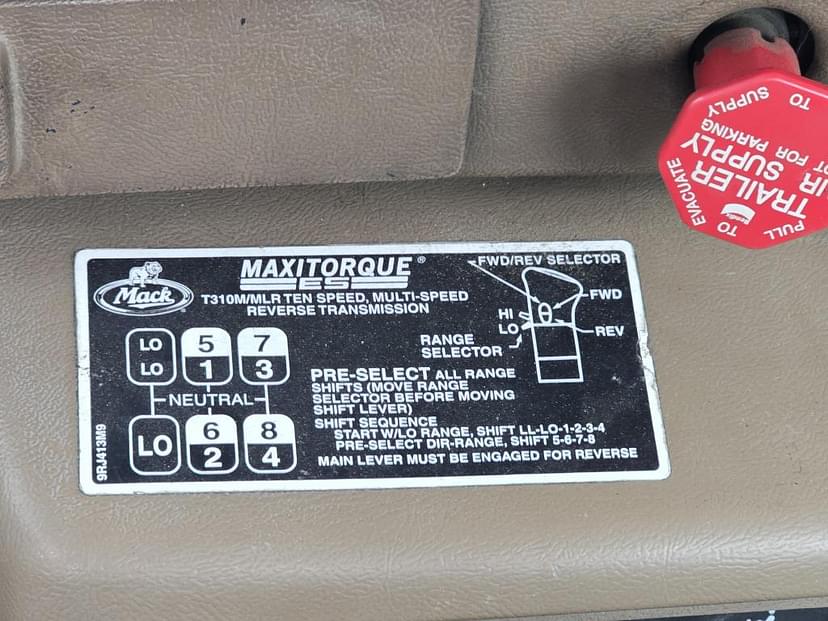 TO
SUPPLY
FOR PARKING
SUPPLY
TRAILER
EVACUATE
TO
PULL
Bendix
MAXITORQUE®
ES
Mack®
T310M/MLR TEN SPEED, MULTI-SPEED
REVERSE TRANSMISSION
FWD/REV SELECTOR
FWD
HI
LO
REV
RANGE
SELECTOR
LO 5 7
LO 1 3
NEUTRAL
LO 6 8
2 4
PRE-SELECT ALL RANGE
SHIFTS (MOVE RANGE
SELECTOR BEFORE MOVING
SHIFT LEVER)
SHIFT SEQUENCE
START W/LO RANGE, SHIFT LL-LO-1-2-3-4
PRE-SELECT DIR-RANGE, SHIFT 5-6-7-8
MAIN LEVER MUST BE ENGAGED FOR REVERSE
9RJ413M9